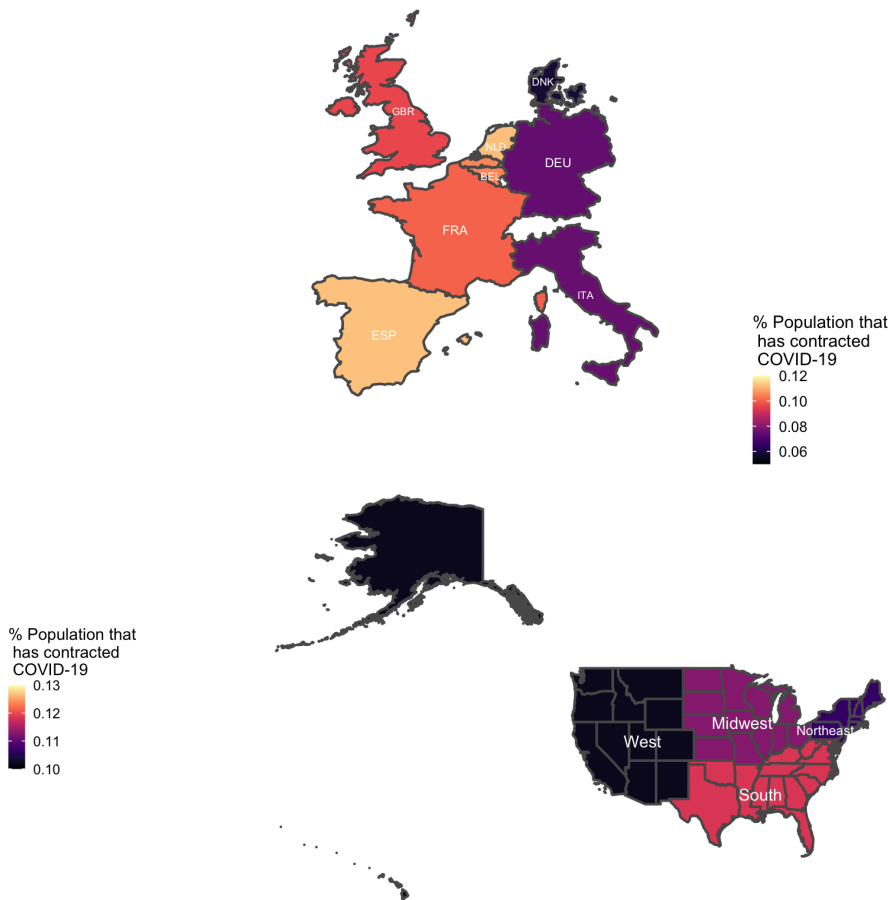 DNK
GBR
NLD
DEU
BEL
FRA
ITA
ESP
% Population that
has contracted
COVID-19
0.12
0.10
0.08
0.06
% Population that
has contracted
COVID-19
0.13
0.12
0.11
0.10
Midwest
Northeast
West
South